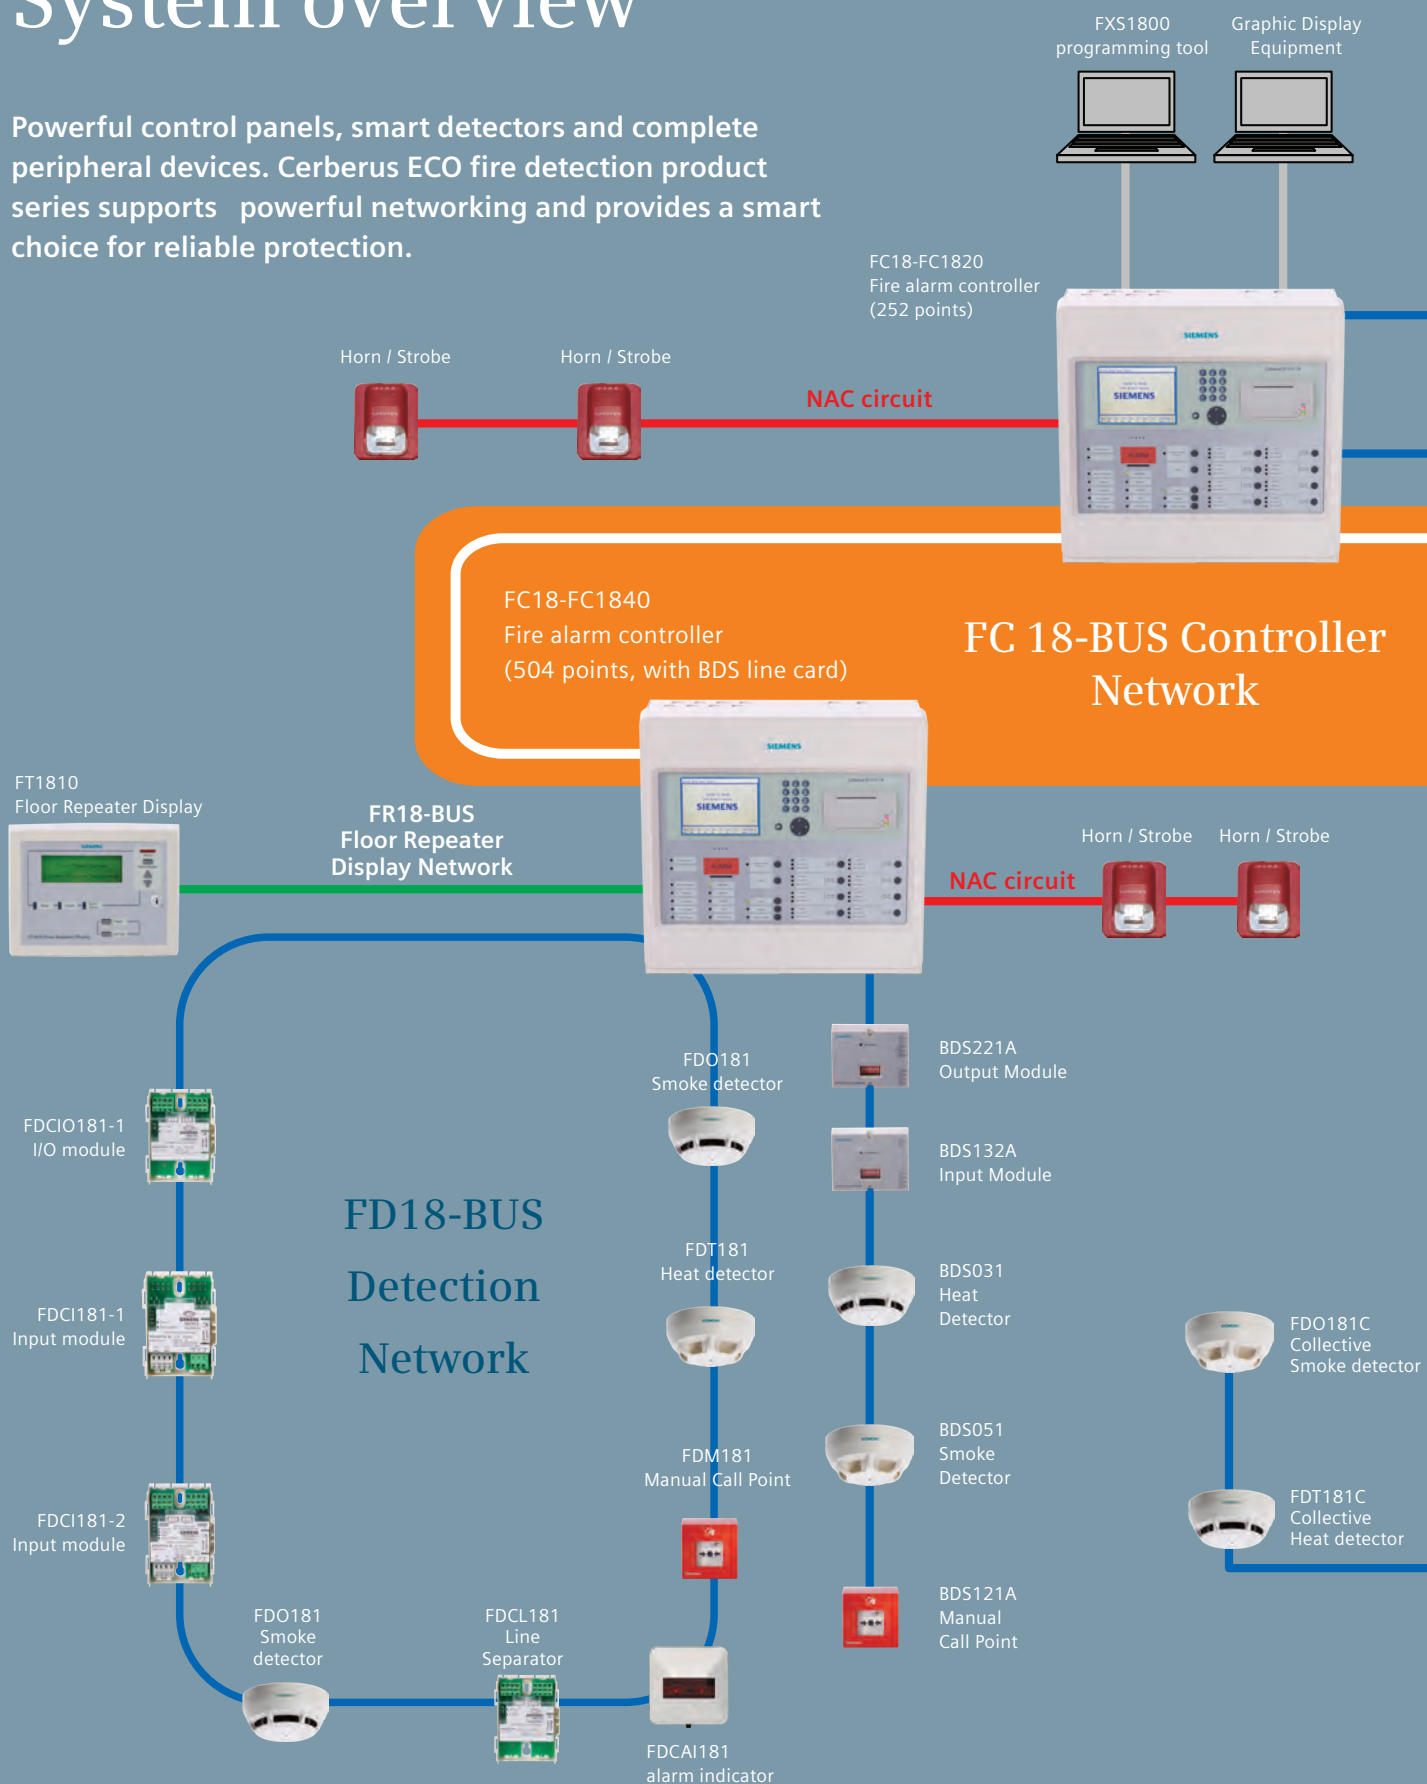 System overview
Powerful control panels, smart detectors and complete
peripheral devices. Cerberus ECO fire detection product
series supports powerful networking and provides a smart
choice for reliable protection.
FXS1800
programming tool
Graphic Display
Equipment
FC18-FC1820
Fire alarm controller
(252 points)
SIEMENS
SIEMENS
Horn / Strobe
Horn / Strobe
NAC circuit
FC18-FC1840
Fire alarm controller
(504 points, with BDS line card)
FC 18-BUS Controller
Network
SIEMENS
SIEMENS
FT1810
Floor Repeater Display
FR18-BUS
Floor Repeater
Display Network
Horn / Strobe
Horn / Strobe
NAC circuit
FDO181
Smoke detector
BDS221A
Output Module
FDCIO181-1
I/O module
BDS132A
Input Module
FD18-BUS
Detection
Network
FDT181
Heat detector
BDS031
Heat
Detector
FDCI181-1
Input module
FDO181C
Collective
Smoke detector
FDM181
Manual Call Point
BDS051
Smoke
Detector
FDCI181-2
Input module
FDT181C
Collective
Heat detector
BDS121A
Manual
Call Point
FDO181
Smoke
detector
FDCL181
Line
Separator
FDCAI181
alarm indicator